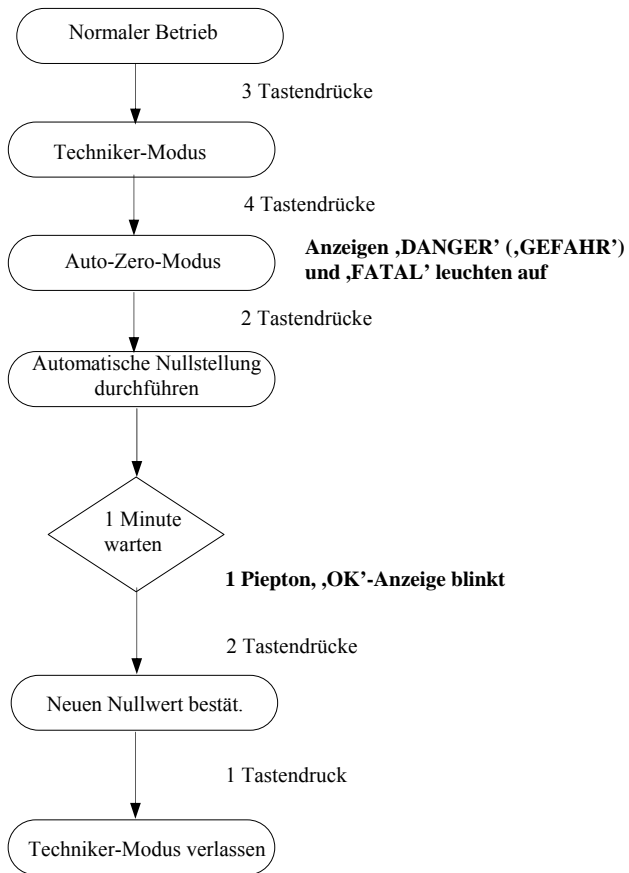 Normaler Betrieb
3 Tastendrücke
Techniker-Modus
4 Tastendrücke
Auto-Zero-Modus
Anzeigen ‚DANGER’ (‚GEFAHR’)
und ‚FATAL’ leuchten auf
2 Tastendrücke
Automatische Nullstellung
durchführen
1 Minute
warten
1 Piepton, ‚OK’-Anzeige blinkt
2 Tastendrücke
Neuen Nullwert bestät.
1 Tastendruck
Techniker-Modus verlassen